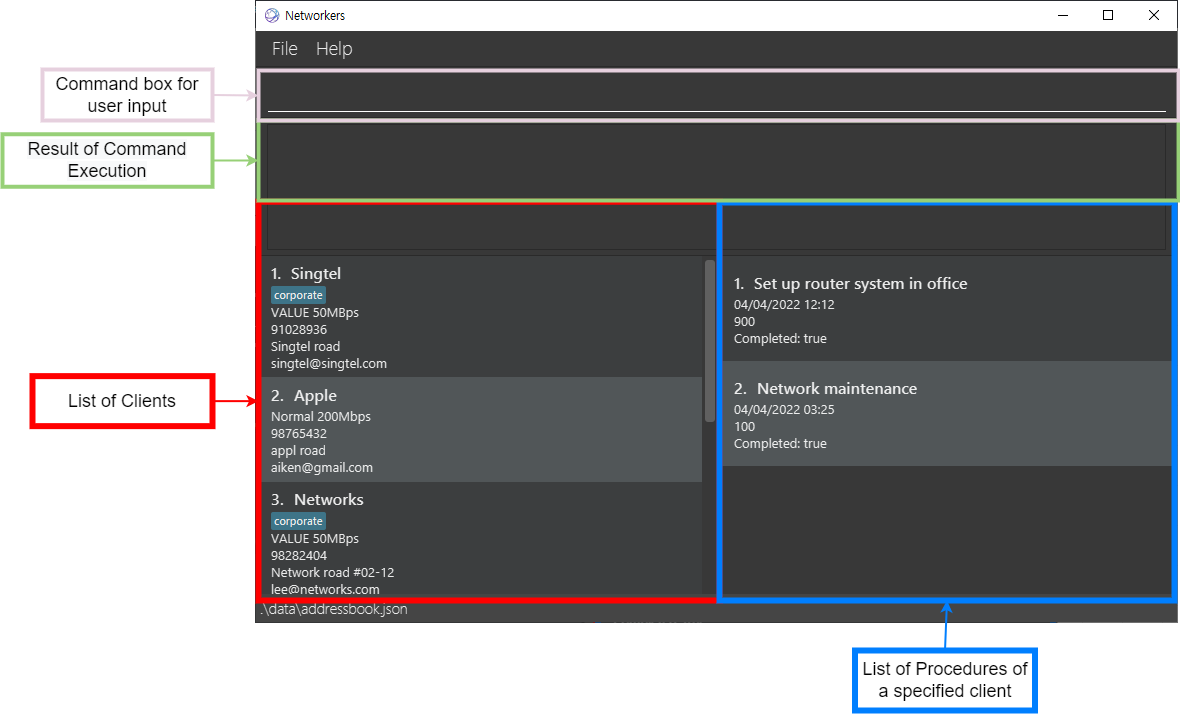 Networkers
File Help
Command box for
user input
Result of Command
Execution
1. Singtel
corporate
VALUE 50MBps
91028936
Singtel road
singtel@singtel.com
2. Apple
Normal 200Mbps
98765432
appl road
aiken@gmail.com
3. Networks
corporate
VALUE 50MBps
98282404
Network road #02-12
lee@networks.com
1. Set up router system in office
04/04/2022 12:12
900
Completed: true
2. Network maintenance
04/04/2022 03:25
100
Completed: true
List of Clients
.\data\addressbook.json
List of Procedures of
a specified client